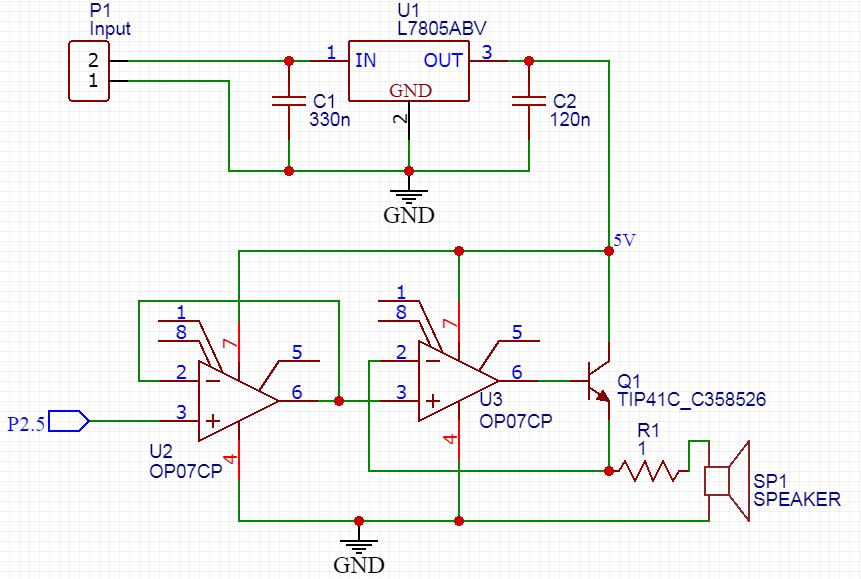 P1
Input
2
1
U1
L7805ABV
1
IN
OUT
3
GND
2
C1
330n
C2
120n
GND
5V
1
8
7
2
3
5
6
4
U2
OP07CP
P2.5
1
8
7
2
3
5
6
4
U3
OP07CP
Q1
TIP41C_C358526
R1
1
SP1
SPEAKER
GND